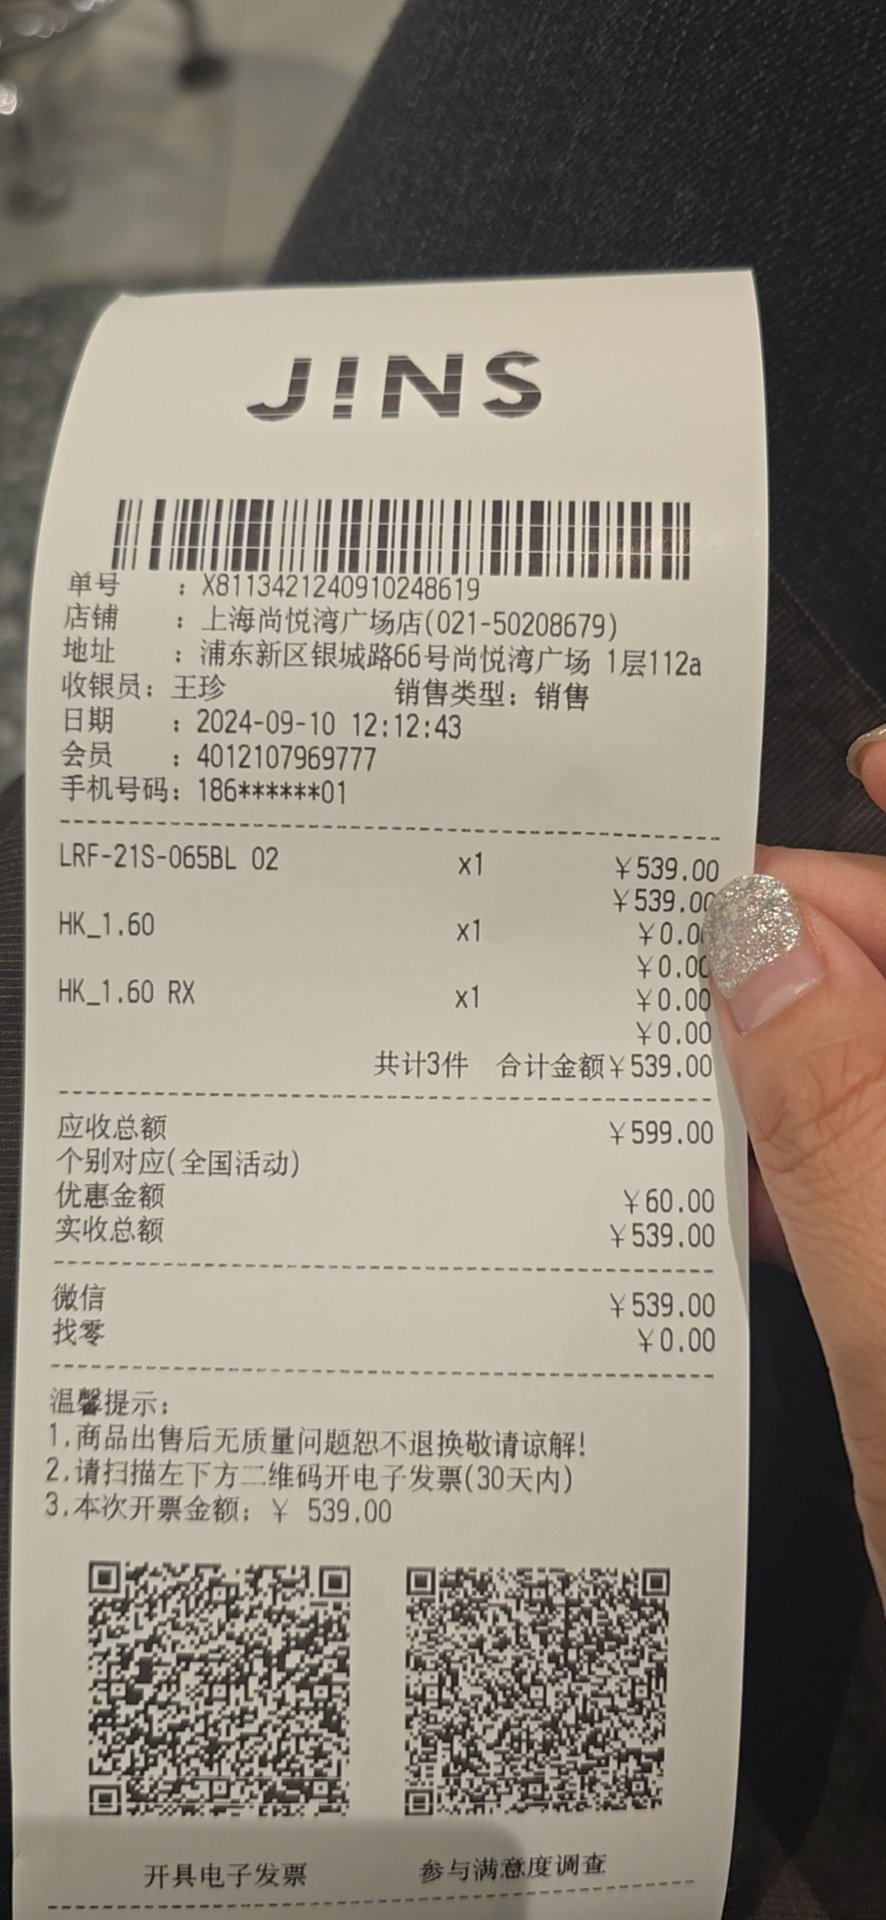 JINS
单号 : X8113421240910248619
店铺 : 上海尚悦湾广场店(021-50208679)
地址 : 浦东新区银城路66号尚悦湾广场 1层112a
收银员: 王珍 销售类型: 销售
日期 : 2024-09-10 12:12:43
会员 : 4012107969777
手机号码: 186******01
LRF-21S-065BL 02 x1 ¥539.00
¥539.00
HK_1.60 x1 ¥0.00
¥0.00
HK_1.60 RX x1 ¥0.00
¥0.00
共计3件 合计金额¥539.00
应收总额 ¥599.00
个别对应(全国活动)
优惠金额 ¥60.00
实收总额 ¥539.00
微信 ¥539.00
找零 ¥0.00
温馨提示:
1.商品出售后无质量问题恕不退换敬请谅解!
2.请扫描左下方二维码开电子发票(30天内)
3.本次开票金额: ¥ 539.00
开具电子发票 参与满意度调查